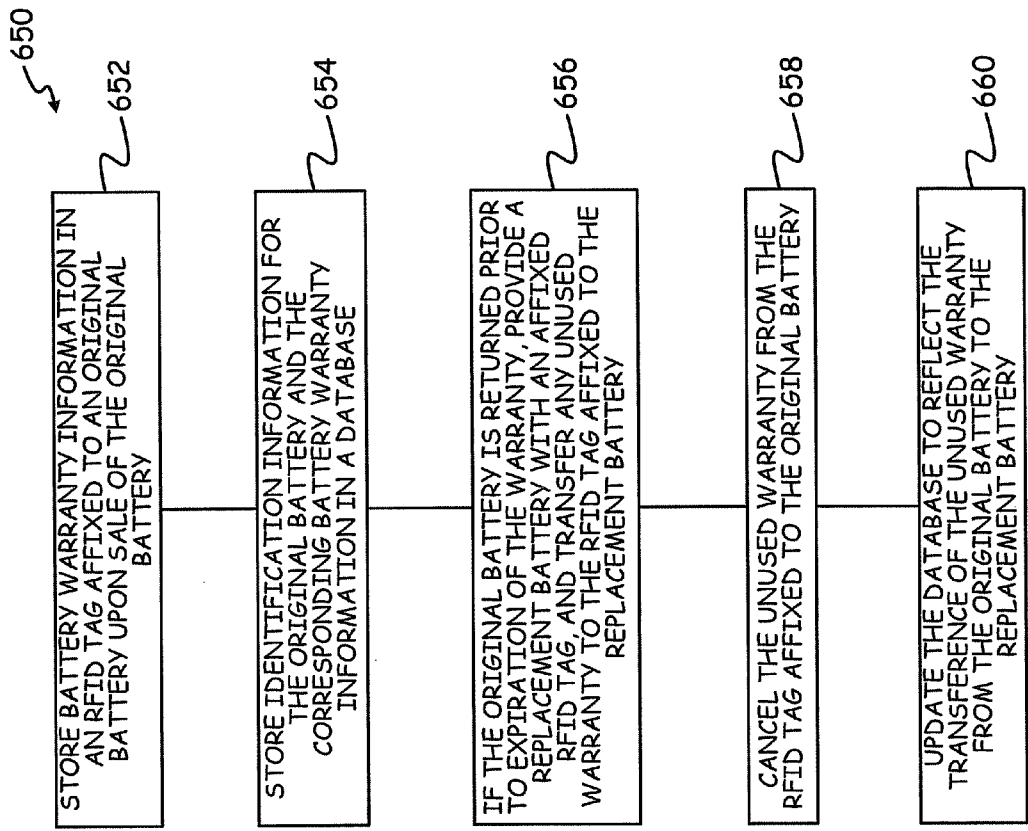 650
STORE BATTERY WARRANTY INFORMATION IN
AN RFID TAG AFFIXED TO AN ORIGINAL
BATTERY UPON SALE OF THE ORIGINAL
BATTERY
652
STORE IDENTIFICATION INFORMATION FOR
THE ORIGINAL BATTERY AND THE
CORRESPONDING BATTERY WARRANTY
INFORMATION IN A DATABASE
654
IF THE ORIGINAL BATTERY IS RETURNED PRIOR
TO EXPIRATION OF THE WARRANTY, PROVIDE A
REPLACEMENT BATTERY WITH AN AFFIXED
RFID TAG, AND TRANSFER ANY UNUSED
WARRANTY TO THE RFID TAG AFFIXED TO THE
REPLACEMENT BATTERY
656
CANCEL THE UNUSED WARRANTY FROM THE
RFID TAG AFFIXED TO THE ORIGINAL BATTERY
658
UPDATE THE DATABASE TO REFLECT THE
TRANSFERENCE OF THE UNUSED WARRANTY
FROM THE ORIGINAL BATTERY TO THE
REPLACEMENT BATTERY
660